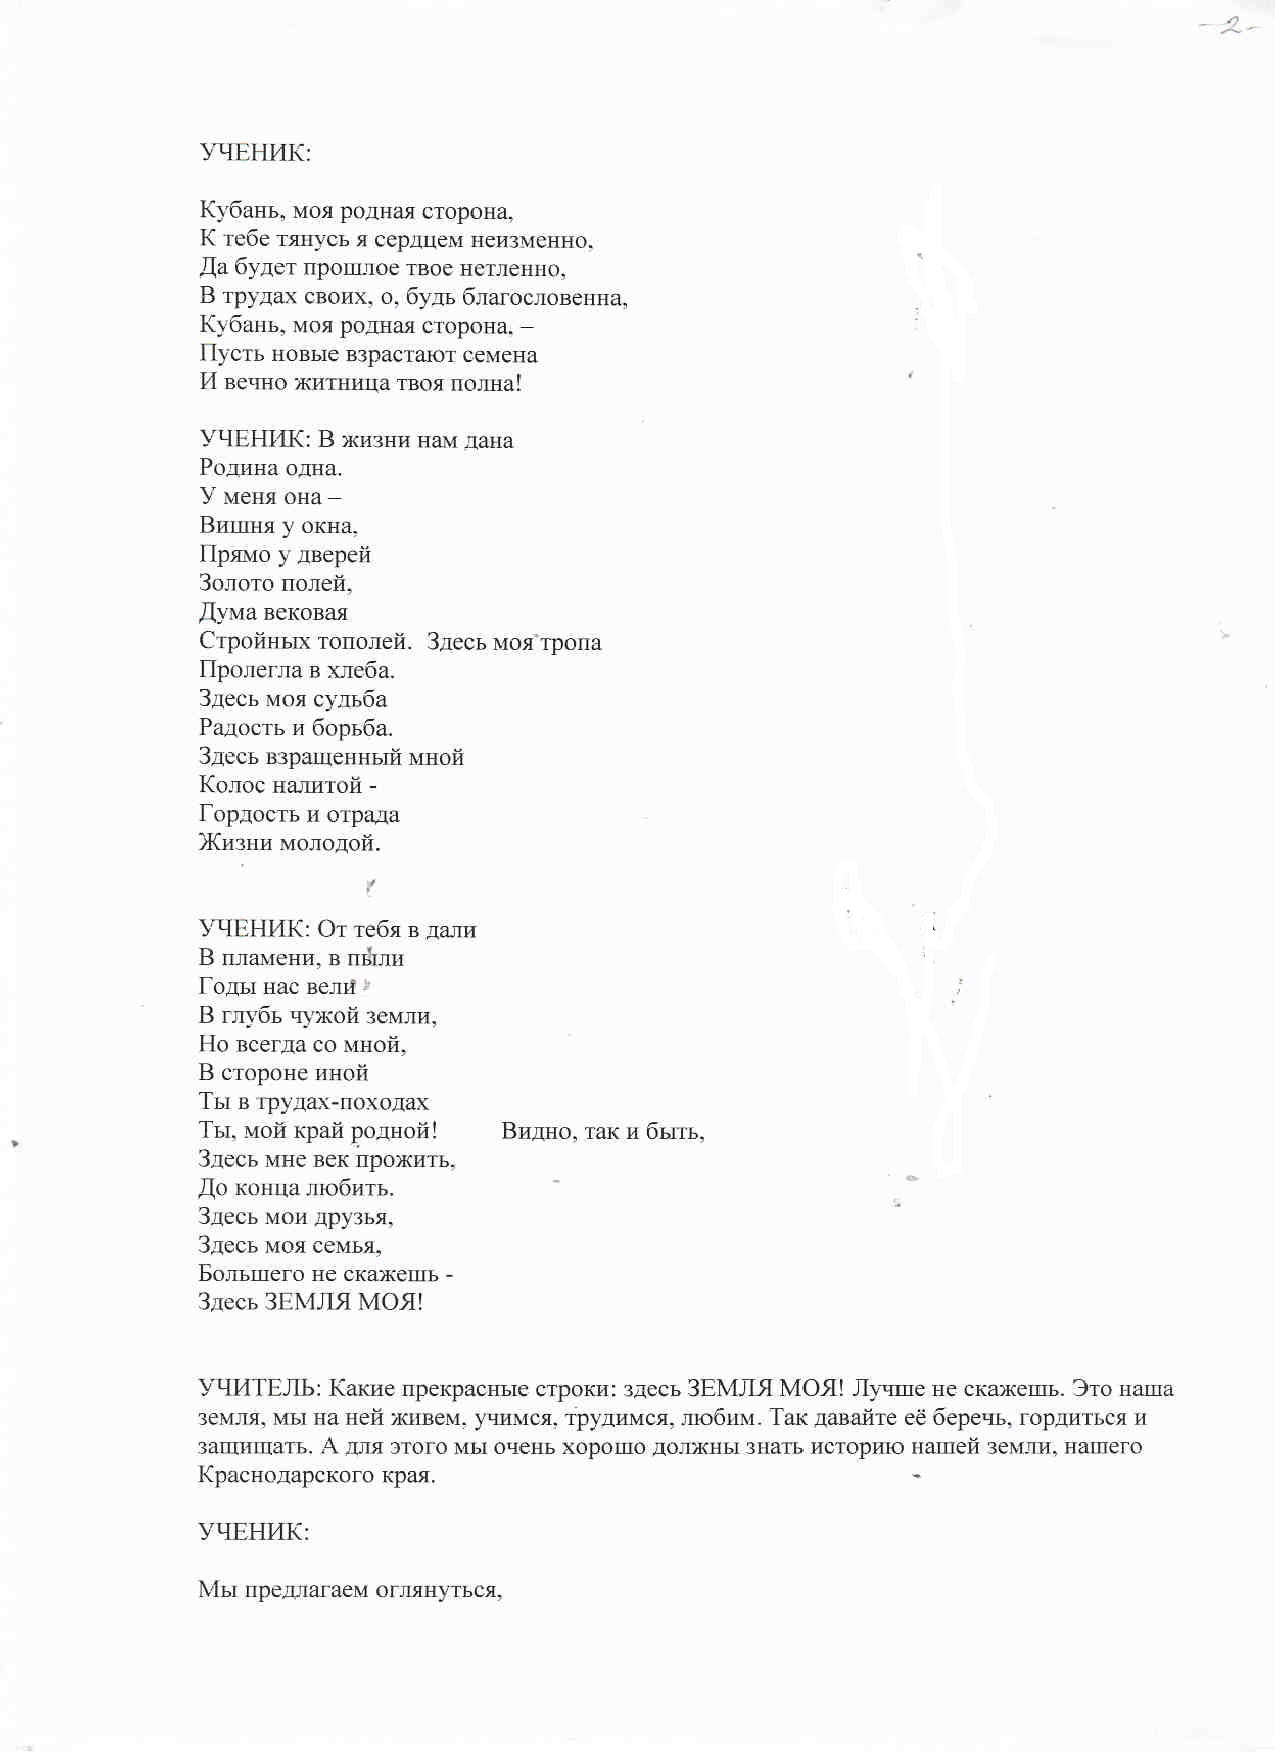 -2-
УЧЕНИК:
Кубань, моя родная сторона,
К тебе тянусь я сердцем неизменно,
Да будет прошлое твое нетленно,
В трудах своих, о, будь благословенна,
Кубань, моя родная сторона, –
Пусть новые взрастают семена
И вечно житница твоя полна!
УЧЕНИК: В жизни нам дана
Родина одна.
У меня она –
Вишня у окна,
Прямо у дверей
Золото полей,
Дума вековая
Стройных тополей.  Здесь моя тропа
Пролегла в хлеба.
Здесь моя судьба
Радость и борьба.
Здесь взращенный мной
Колос налитой -
Гордость и отрада
Жизни молодой.
УЧЕНИК: От тебя в дали
В пламени, в пыли
Годы нас вели
В глубь чужой земли,
Но всегда со мной,
В стороне иной
Ты в трудах-походах
Ты, мой край родной!   Видно, так и быть,
Здесь мне век прожить,
До конца любить.
Здесь мои друзья,
Здесь моя семья,
Большего не скажешь -
Здесь ЗЕМЛЯ МОЯ!
УЧИТЕЛЬ: Какие прекрасные строки: здесь ЗЕМЛЯ МОЯ! Лучше не скажешь. Это наша
земля, мы на ней живем, учимся, трудимся, любим. Так давайте её беречь, гордиться и
защищать. А для этого мы очень хорошо должны знать историю нашей земли, нашего
Краснодарского края.
УЧЕНИК:
Мы предлагаем оглянуться,